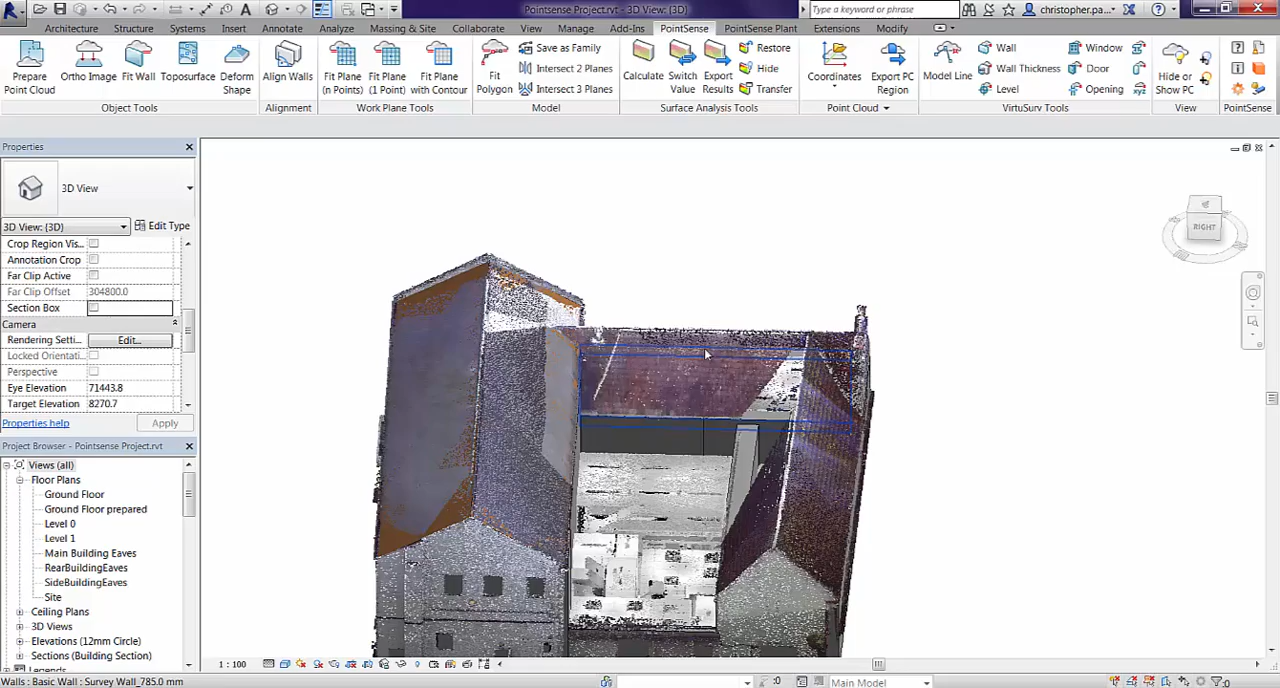 Pointsense Project.rvt - 3D View: {3D}
Type a keyword or phrase
christopher.pa...
Architecture Structure Systems Insert Annotate Analyze Massing & Site Collaborate View Manage Add-Ins PointSense PointSense Plant Extensions Modify
Prepare Point Cloud
Ortho Image
Fit Wall
Toposurface
Deform Shape
Align Walls
Fit Plane (n Points)
Fit Plane (1 Point)
Fit Plane with Contour
Fit Polygon
Save as Family
Intersect 2 Planes
Intersect 3 Planes
Calculate
Switch Value
Export Results
Restore
Hide
Transfer
Coordinates
Export PC Region
Model Line
Wall
Wall Thickness
Level
Window
Door
Opening
Hide or Show PC
Object Tools
Alignment
Work Plane Tools
Model
Surface Analysis Tools
Point Cloud
VirtuSurv Tools
View
PointSense
Properties
3D View
3D View: {3D}
Edit Type
Crop Region Vis...
Annotation Crop
Far Clip Active
Far Clip Offset 304800.0
Section Box
Camera
Rendering Setti... Edit...
Locked Orientati...
Perspective
Eye Elevation 71443.8
Target Elevation 8270.7
Properties help
Apply
Project Browser - Pointsense Project.rvt
Views (all)
Floor Plans
Ground Floor
Ground Floor prepared
Level 0
Level 1
Main Building Eaves
RearBuildingEaves
SideBuildingEaves
Site
Ceiling Plans
3D Views
Elevations (12mm Circle)
Sections (Building Section)
Legends
RIGHT
1 : 100
Walls : Basic Wall : Survey Wall_785.0 mm
:0
Main Model
:0